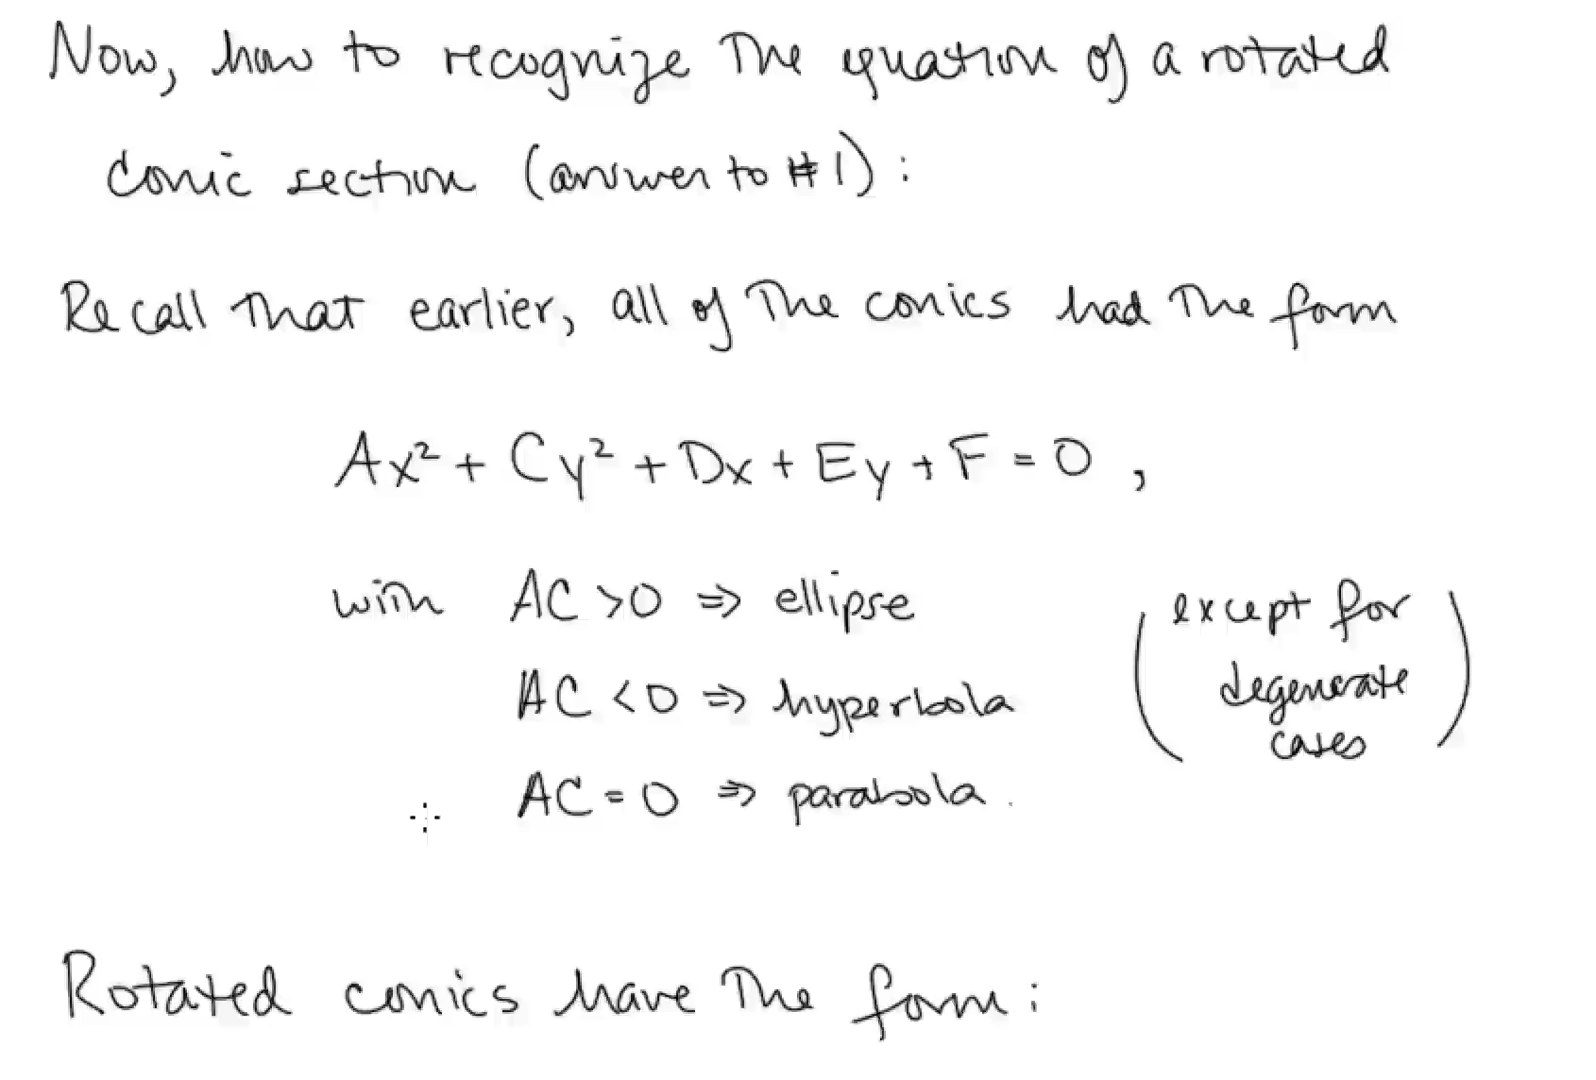 Now, how to recognize the equation of a rotated
conic section (answer to #1):
Recall that earlier, all of the conics had the form
Ax² + Cy² + Dx + Ey + F = 0,
with AC > 0 ⇒ ellipse
AC < 0 ⇒ hyperbola
AC = 0 ⇒ parabola.
(except for
degenerate
cases)
Rotated conics have the form: